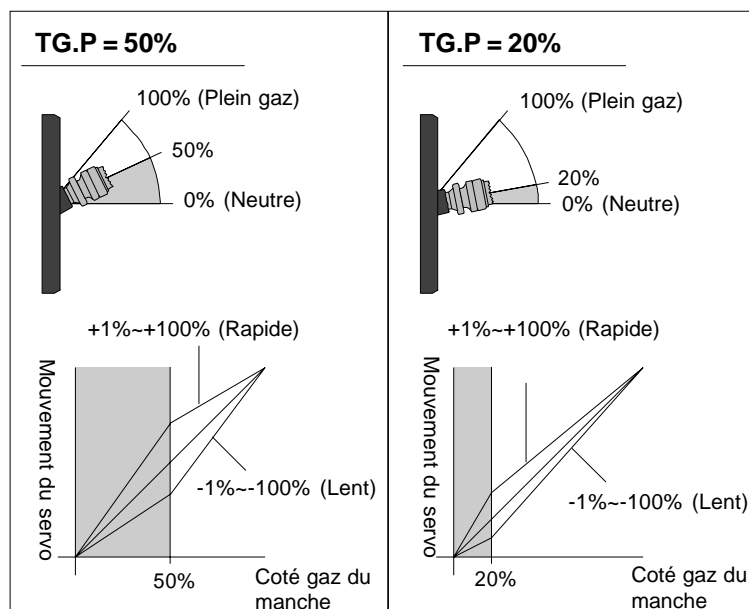 TG.P = 50%
100% (Plein gaz)
50%
0% (Neutre)
+1%~+100% (Rapide)
Mouvement du servo
-1%~-100% (Lent)
50%
Coté gaz du
manche
TG.P = 20%
100% (Plein gaz)
20%
0% (Neutre)
+1%~+100% (Rapide)
Mouvement du servo
-1%~-100% (Lent)
20%
Coté gaz du
manche